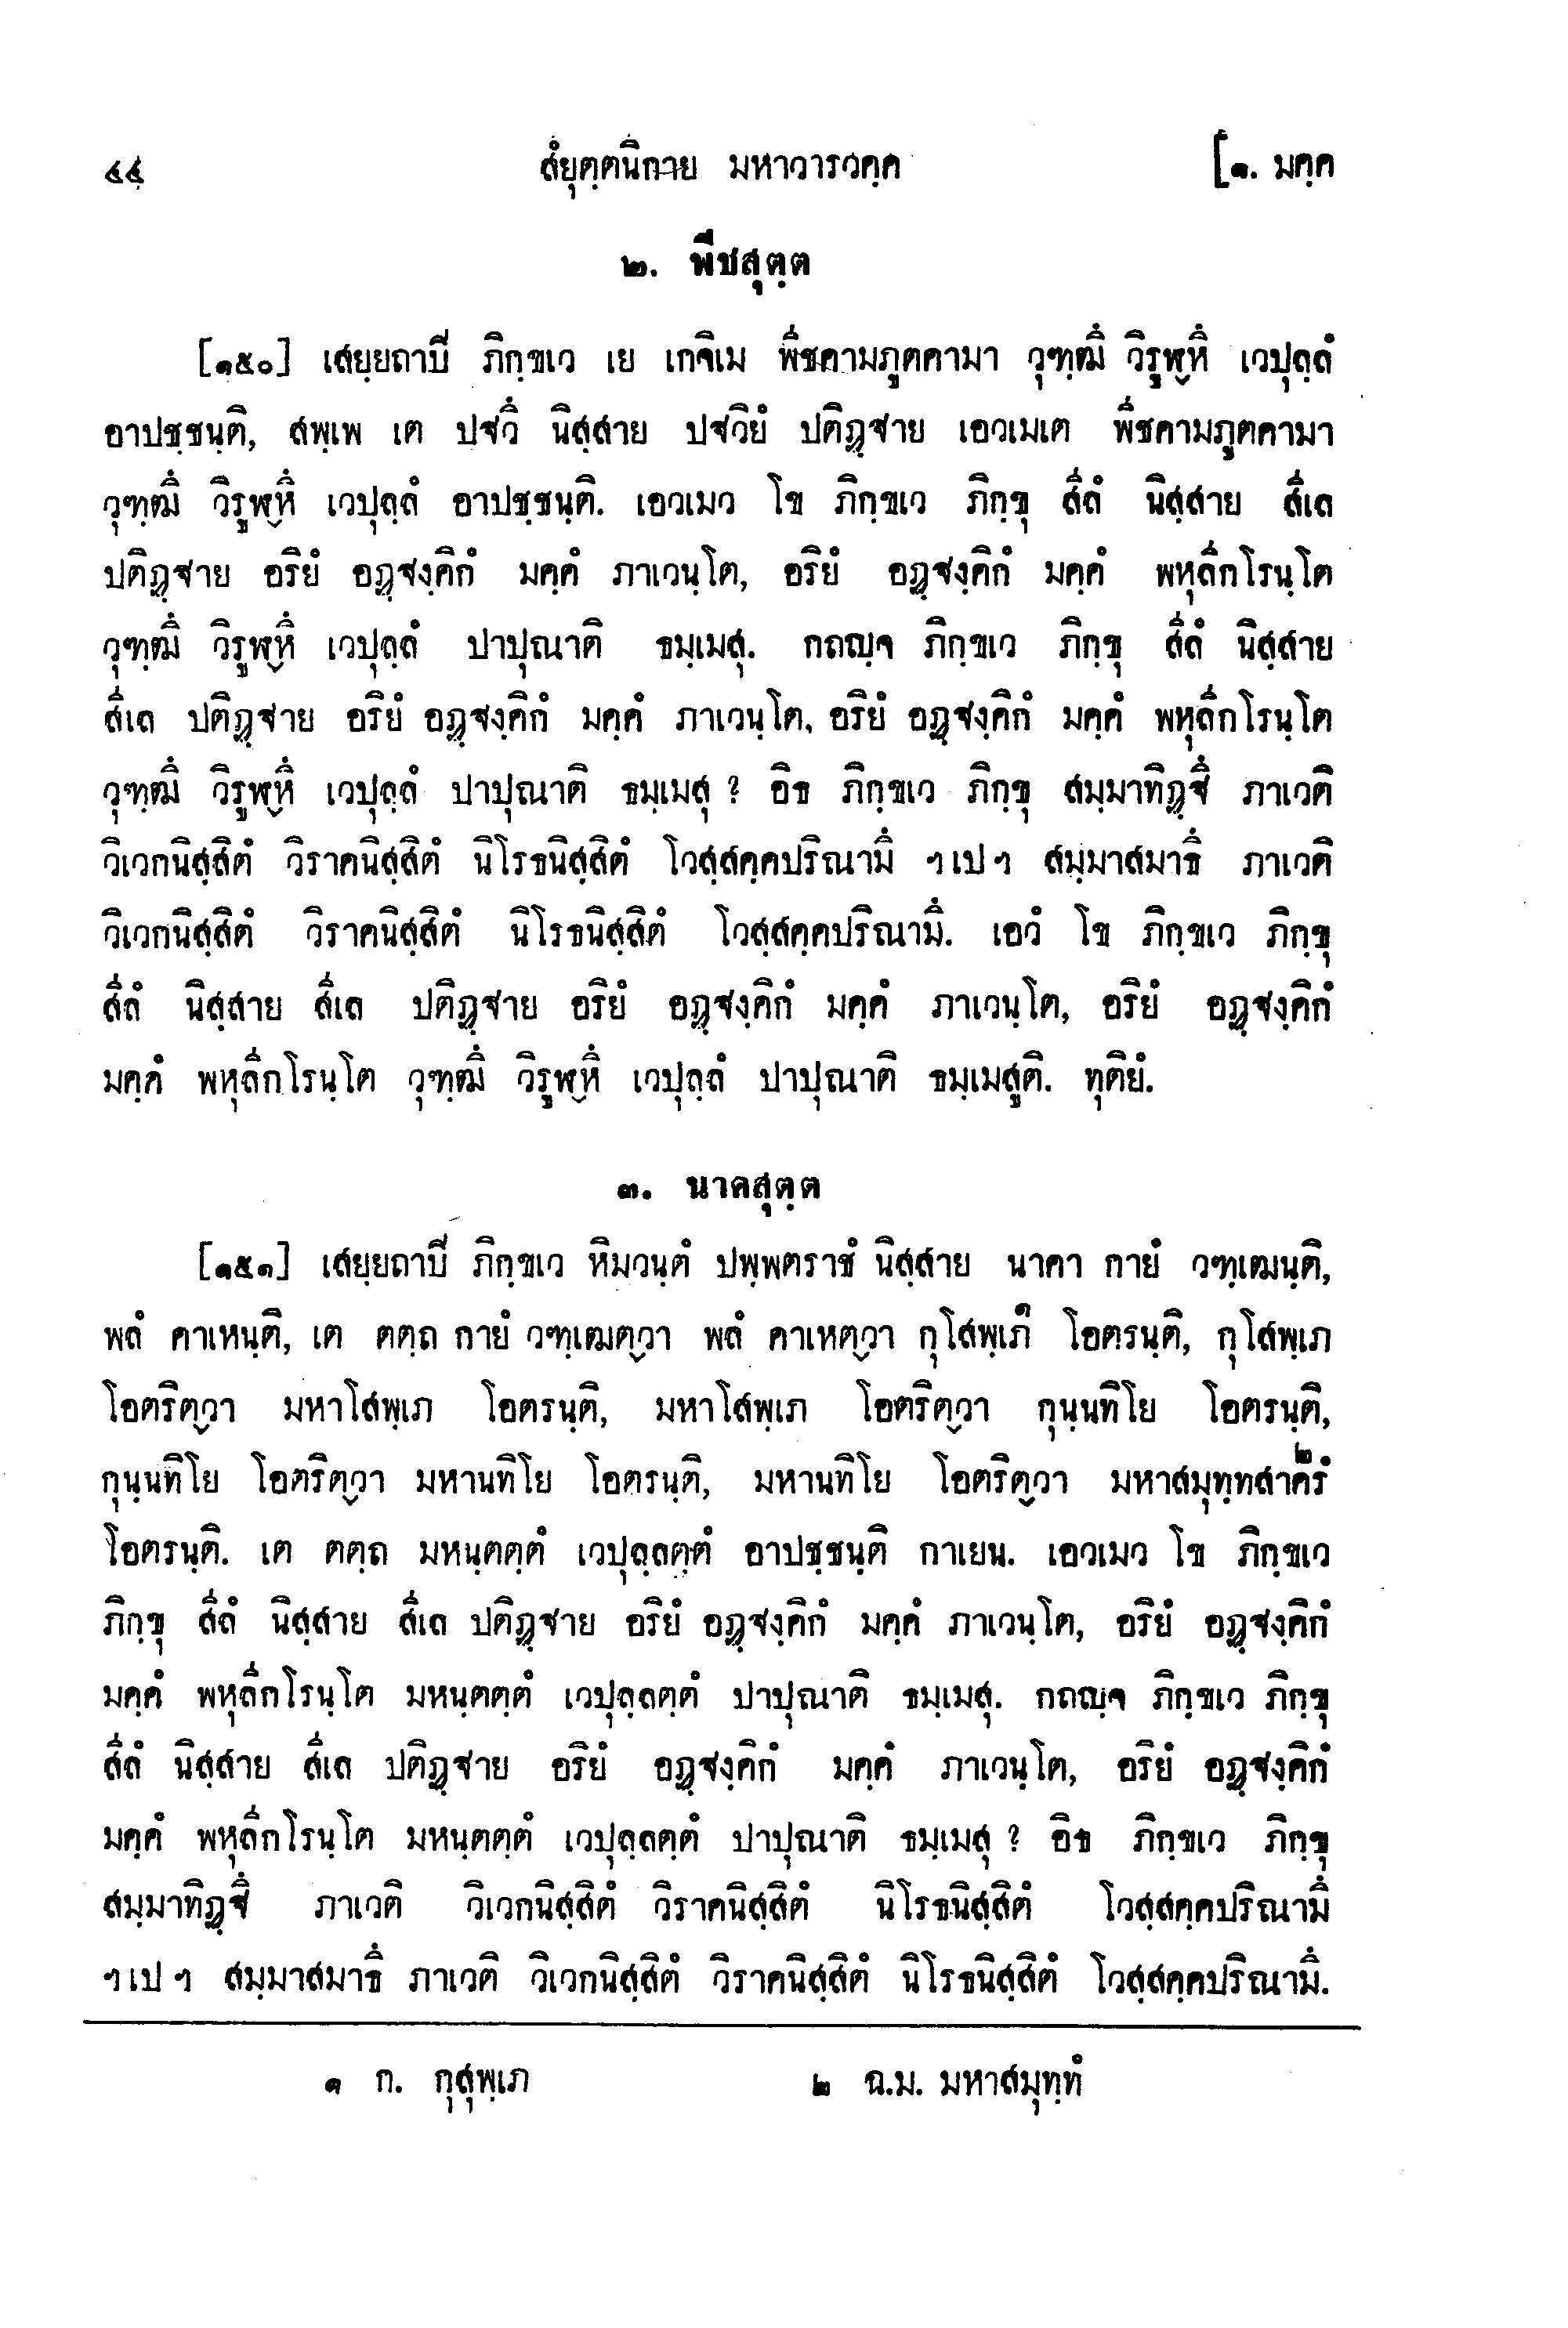 ๔๔ สํยุตฺตนิกาย มหาวารวคฺค [๑. มคฺค
๒. พีชสุตฺต
[๑๕๐] เสยฺยถาปิ ภิกฺขเว เย เกจิเม พีชคามภูตคามา วุฑฺฒึ วิรูฬฺหึ เวปุลฺลํ
อาปชฺชนฺติ, สพฺเพ เต ปฐวึ นิสฺสาย ปฐวิยํ ปติฏฺฐาย เอวเมเต พีชคามภูตคามา
วุฑฺฒึ วิรูฬฺหึ เวปุลฺลํ อาปชฺชนฺติ. เอวเมว โข ภิกฺขเว ภิกฺขุ สีลํ นิสฺสาย สีเล
ปติฏฺฐาย อริยํ อฏฺฐงฺคิกํ มคฺคํ ภาเวนฺโต, อริยํ อฏฺฐงฺคิกํ มคฺคํ พหุลีกโรนฺโต
วุฑฺฒึ วิรูฬฺหึ เวปุลฺลํ ปาปุณาติ ธมฺเมสุ. กถญฺจ ภิกฺขเว ภิกฺขุ สีลํ นิสฺสาย
สีเล ปติฏฺฐาย อริยํ อฏฺฐงฺคิกํ มคฺคํ ภาเวนฺโต, อริยํ อฏฺฐงฺคิกํ มคฺคํ พหุลีกโรนฺโต
วุฑฺฒึ วิรูฬฺหึ เวปุลฺลํ ปาปุณาติ ธมฺเมสุ ? อิธ ภิกฺขเว ภิกฺขุ สมฺมาทิฏฺฐึ ภาเวติ
วิเวกนิสฺสิตํ วิราคนิสฺสิตํ นิโรธนิสฺสิตํ โวสฺสคฺคปริณามึ ฯเปฯ สมฺมาสมาธึ ภาเวติ
วิเวกนิสฺสิตํ วิราคนิสฺสิตํ นิโรธนิสฺสิตํ โวสฺสคฺคปริณามึ. เอวํ โข ภิกฺขเว ภิกฺขุ
สีลํ นิสฺสาย สีเล ปติฏฺฐาย อริยํ อฏฺฐงฺคิกํ มคฺคํ ภาเวนฺโต, อริยํ อฏฺฐงฺคิกํ
มคฺคํ พหุลีกโรนฺโต วุฑฺฒึ วิรูฬฺหึ เวปุลฺลํ ปาปุณาติ ธมฺเมสูติ. ทุติยํ.
๓. นาคสุตฺต
[๑๕๑] เสยฺยถาปิ ภิกฺขเว หิมวนฺตํ ปพฺพตราชํ นิสฺสาย นาคา กายํ วฑฺเฒนฺติ,
พลํ คาเหนฺติ, เต ตตฺถ กายํ วฑฺเฒตฺวา พลํ คาเหตฺวา กุโสพฺเภ๑ โอตรนฺติ, กุโสพฺเภ
โอตริตฺวา มหาโสพฺเภ โอตรนฺติ, มหาโสพฺเภ โอตริตฺวา กุนฺนทิโย โอตรนฺติ,
กุนฺนทิโย โอตริตฺวา มหานทิโย โอตรนฺติ, มหานทิโย โอตริตฺวา มหาสมุทฺทสาครํ๒
โอตรนฺติ. เต ตตฺถ มหนฺตตฺตํ เวปุลฺลตฺตํ อาปชฺชนฺติ กาเยน. เอวเมว โข ภิกฺขเว
ภิกฺขุ สีลํ นิสฺสาย สีเล ปติฏฺฐาย อริยํ อฏฺฐงฺคิกํ มคฺคํ ภาเวนฺโต, อริยํ อฏฺฐงฺคิกํ
มคฺคํ พหุลีกโรนฺโต มหนฺตตฺตํ เวปุลฺลตฺตํ ปาปุณาติ ธมฺเมสุ. กถญฺจ ภิกฺขเว ภิกฺขุ
สีลํ นิสฺสาย สีเล ปติฏฺฐาย อริยํ อฏฺฐงฺคิกํ มคฺคํ ภาเวนฺโต, อริยํ อฏฺฐงฺคิกํ
มคฺคํ พหุลีกโรนฺโต มหนฺตตฺตํ เวปุลฺลตฺตํ ปาปุณาติ ธมฺเมสุ ? อิธ ภิกฺขเว ภิกฺขุ
สมฺมาทิฏฺฐึ ภาเวติ วิเวกนิสฺสิตํ วิราคนิสฺสิตํ นิโรธนิสฺสิตํ โวสฺสคฺคปริณามึ
ฯเปฯ สมฺมาสมาธึ ภาเวติ วิเวกนิสฺสิตํ วิราคนิสฺสิตํ นิโรธนิสฺสิตํ โวสฺสคฺคปริณามึ.
๑ ก. กุสุพฺเภ ๒ ฉ.ม. มหาสมุทฺทํ